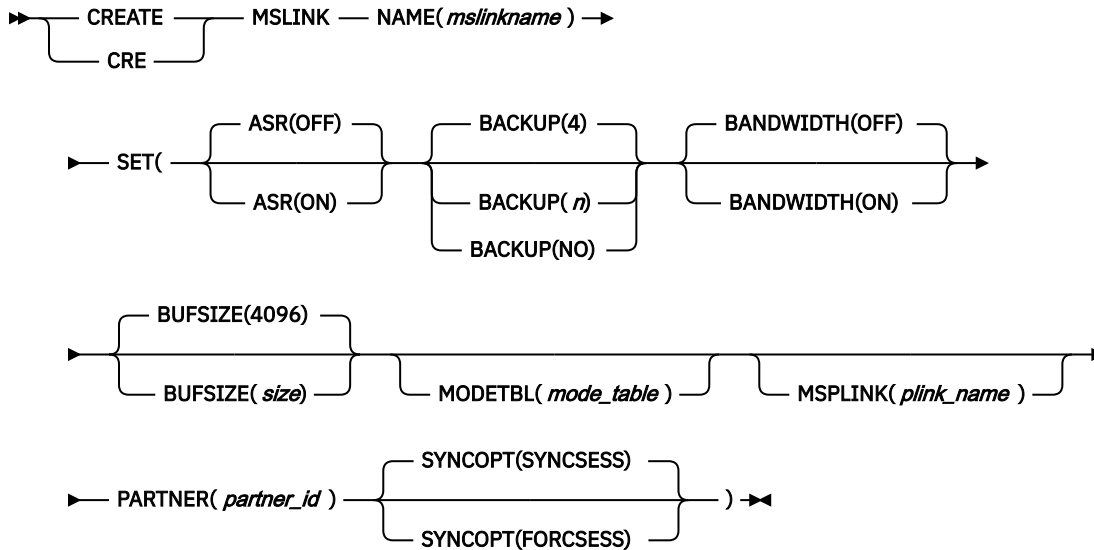 CREATE MSLINK NAME( mslinkname )
CRE
ASR(OFF) BACKUP(4) BANDWIDTH(OFF)
SET(
ASR(ON) BACKUP( n) BANDWIDTH(ON)
BACKUP(NO)
BUFSIZE(4096)
BUFSIZE( size) MODETBL( mode_table ) MSPLINK( plink_name )
SYNCOPT(SYNCSESS)
PARTNER( partner_id ) )
SYNCOPT(FORCSESS)